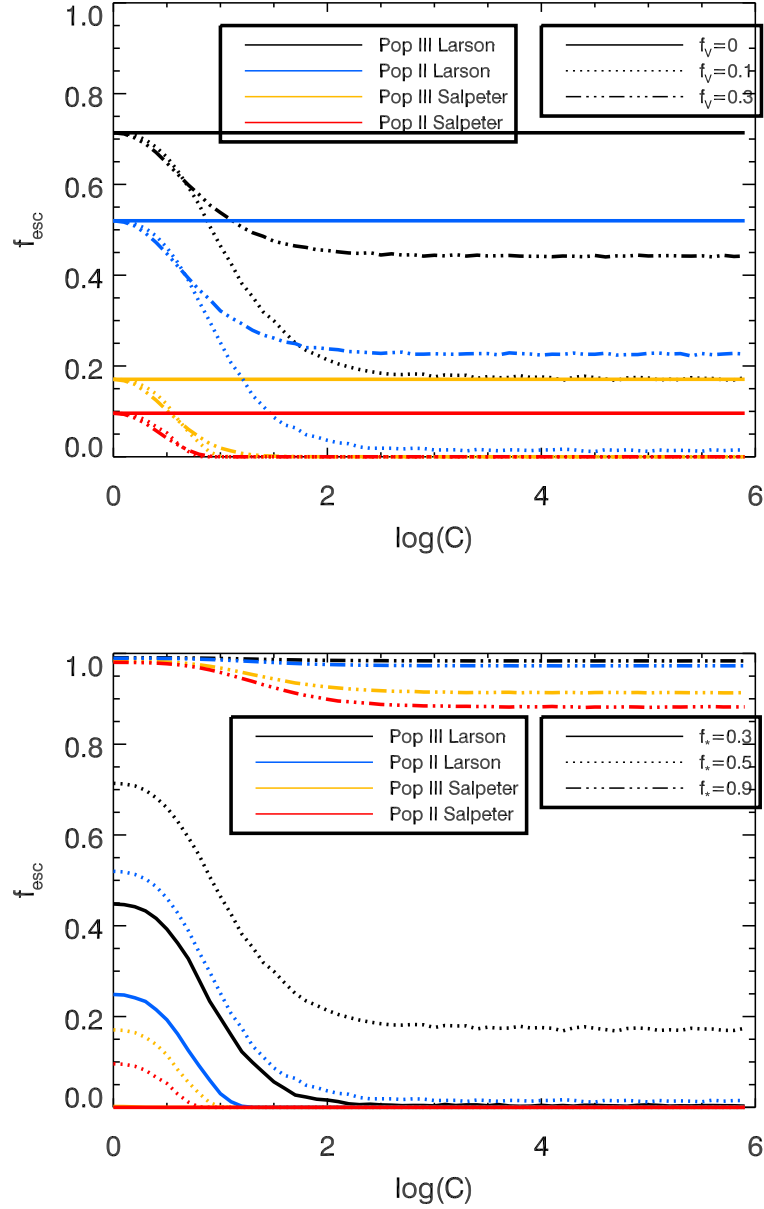 1.0
0.8
0.6
0.4
0.2
0.0
f_esc
Pop III Larson
Pop II Larson
Pop III Salpeter
Pop II Salpeter
f_V=0
f_V=0.1
f_V=0.3
0 2 4 6
log(C)
1.0
0.8
0.6
0.4
0.2
0.0
f_esc
Pop III Larson
Pop II Larson
Pop III Salpeter
Pop II Salpeter
f_*=0.3
f_*=0.5
f_*=0.9
0 2 4 6
log(C)